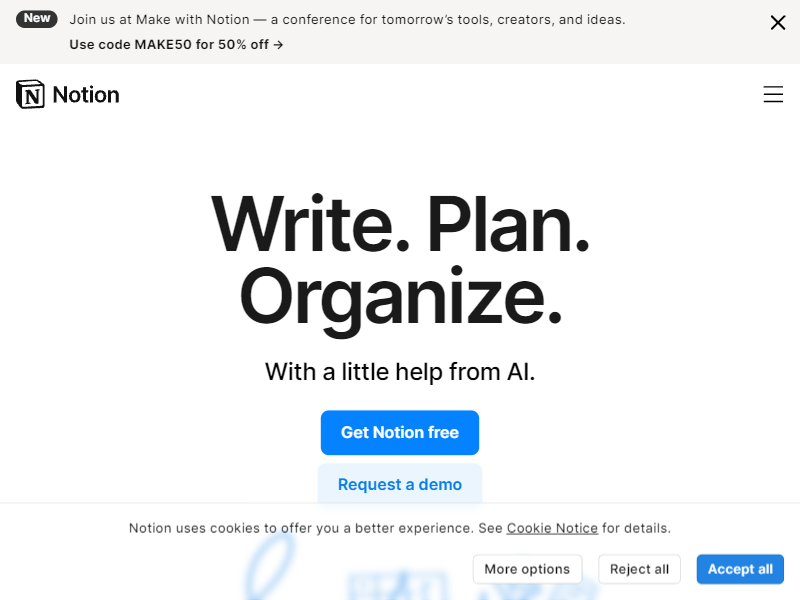 New
Join us at Make with Notion — a conference for tomorrow’s tools, creators, and ideas.
Use code MAKE50 for 50% off →
Notion
Write. Plan.
Organize.
With a little help from AI.
Get Notion free
Request a demo
Notion uses cookies to offer you a better experience. See Cookie Notice for details.
More options
Reject all
Accept all